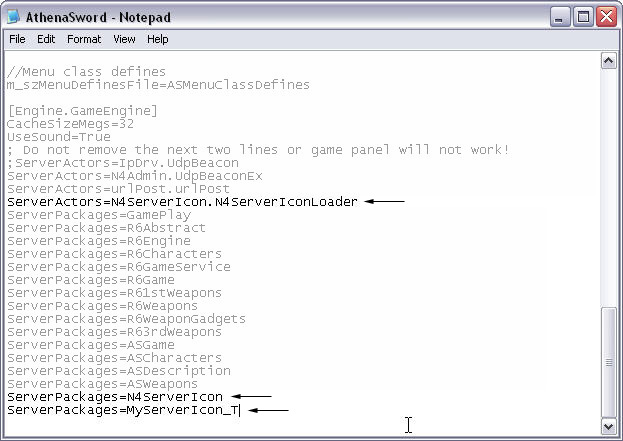 AthenaSword - Notepad
File Edit Format View Help
//Menu class defines
m_szMenuDefinesFile=ASMenuClassDefines
[Engine.GameEngine]
CacheSizeMegs=32
UseSound=True
; Do not remove the next two lines or game panel will not work!
;ServerActors=IpDrv.UdpBeacon
ServerActors=N4Admin.UdpBeaconEx
ServerActors=urlPost.urlPost
ServerActors=N4ServerIcon.N4ServerIconLoader
ServerPackages=GamePlay
ServerPackages=R6Abstract
ServerPackages=R6Engine
ServerPackages=R6Characters
ServerPackages=R6GameService
ServerPackages=R6Game
ServerPackages=R61stWeapons
ServerPackages=R6Weapons
ServerPackages=R6WeaponGadgets
ServerPackages=R63rdWeapons
ServerPackages=ASGame
ServerPackages=ASCharacters
ServerPackages=ASDescription
ServerPackages=ASWeapons
ServerPackages=N4ServerIcon
ServerPackages=MyServerIcon_T